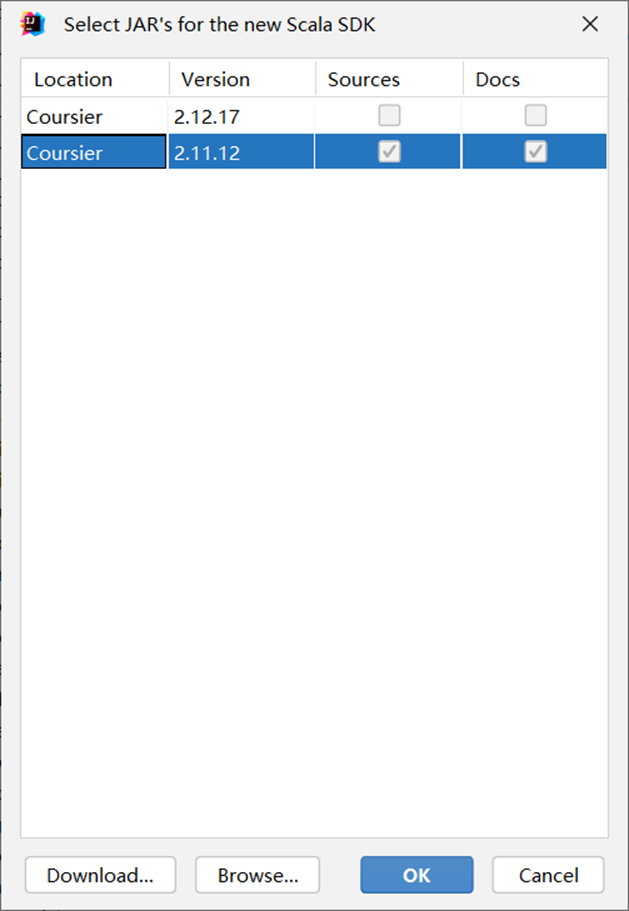 Select JAR's for the new Scala SDK
Location Version Sources Docs
Coursier 2.12.17
Coursier 2.11.12
Download... Browse... OK Cancel